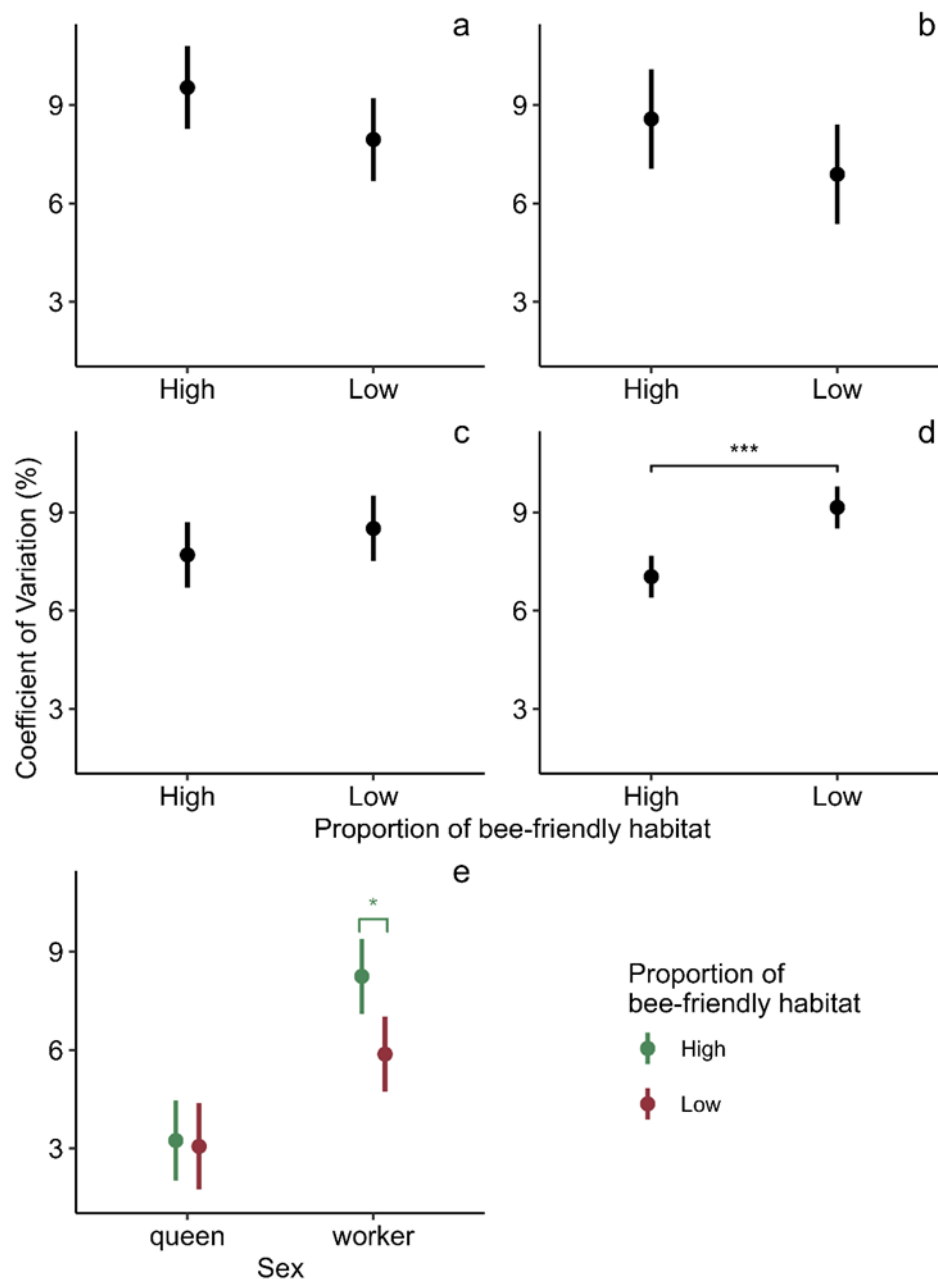 a
9
6
3
High Low
b
9
6
3
High Low
Coefficient of Variation (%)
c
9
6
3
High Low
d
***
9
6
3
High Low
Proportion of bee-friendly habitat
e
*
9
6
3
queen worker
Sex
Proportion of
bee-friendly habitat
High
Low